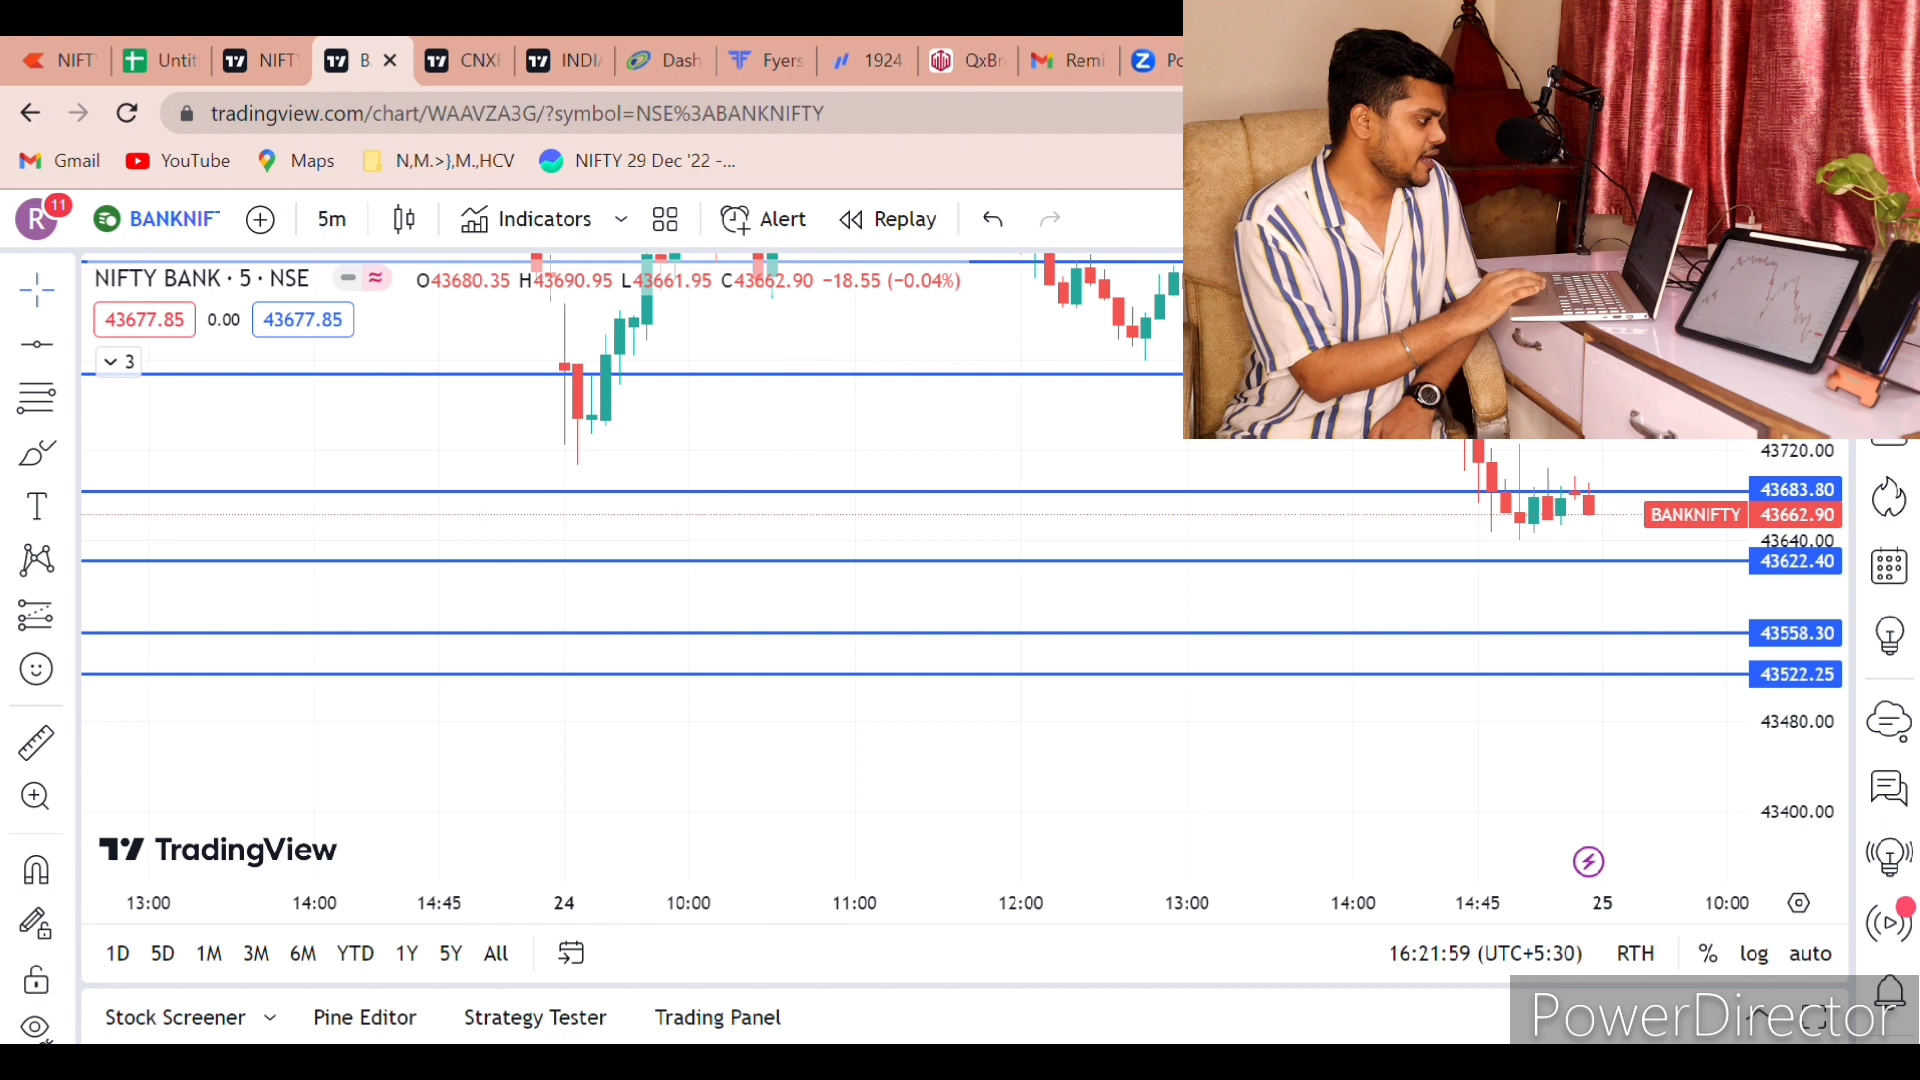 NIFT
Untit
NIFT
B
CNXF
INDI
Dash
Fyers
1924
QxBr
Remi
Po
tradingview.com/chart/WAAVZA3G/?symbol=NSE%3ABANKNIFTY
Gmail
YouTube
Maps
N,M.>},M.,HCV
NIFTY 29 Dec '22 -...
R
11
BANKNIF
5m
Indicators
Alert
Replay
NIFTY BANK · 5 · NSE
O43680.35 H43690.95 L43661.95 C43662.90 −18.55 (−0.04%)
43677.85 0.00 43677.85
3
43720.00
43683.80
BANKNIFTY 43662.90
43640.00
43622.40
43558.30
43522.25
43480.00
43400.00
TradingView
13:00 14:00 14:45 24 10:00 11:00 12:00 13:00 14:00 14:45 25 10:00
1D 5D 1M 3M 6M YTD 1Y 5Y All
16:21:59 (UTC+5:30) RTH % log auto
Stock Screener Pine Editor Strategy Tester Trading Panel
PowerDirector